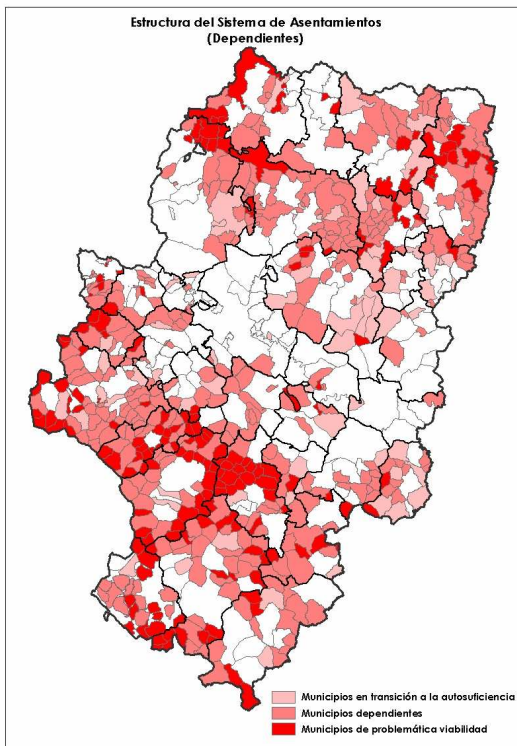 Estructura del Sistema de Asentamientos
(Dependientes)
Municipios en transición a la autosuficiencia
Municipios dependientes
Municipios de problemática viabilidad